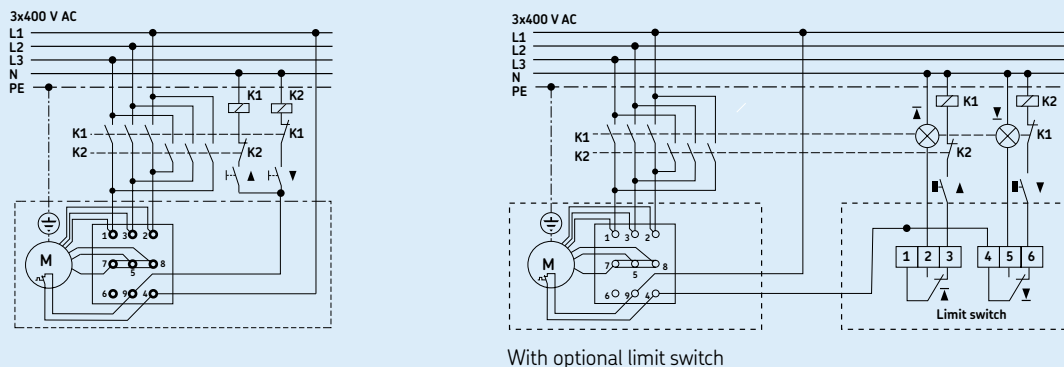 3x400 V AC
L1
L2
L3
N
PE
K1 K2
K1 K1
K2 K2
1 3 2
M
7 5 8
6 9 4
3x400 V AC
L1
L2
L3
N
PE
K1 K2
K1 K1
K2 K2
1 3 2
M
7 5 8
6 9 4
1 2 3 4 5 6
Limit switch
With optional limit switch